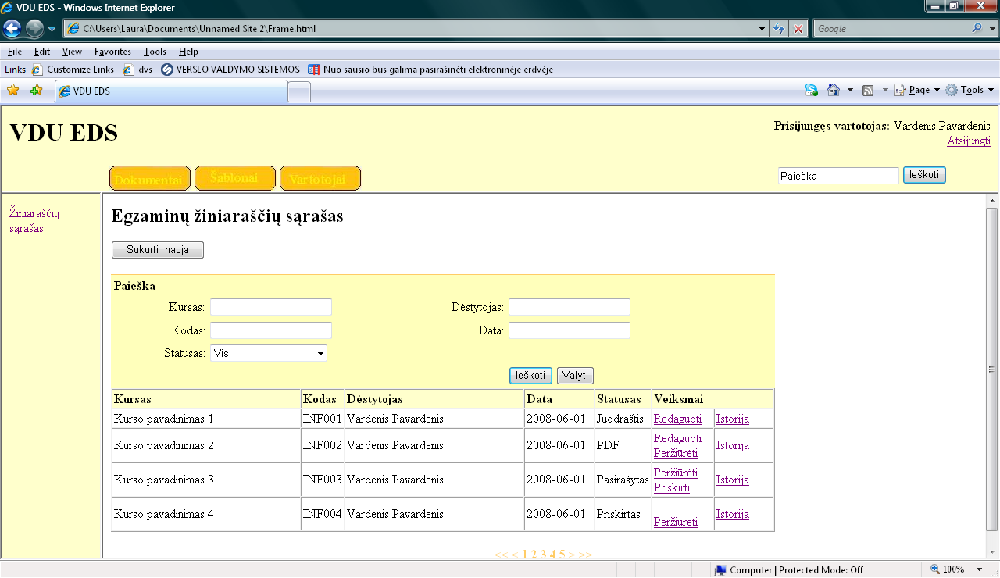 VDU EDS - Windows Internet Explorer
C:\Users\Laura\Documents\Unnamed Site 2\Frame.html
Google
File Edit View Favorites Tools Help
Links Customize Links dvs VERSLO VALDYMO SISTEMOS Nuo sausio bus galima pasirašinėti elektroninėje erdvėje
VDU EDS
Page Tools
VDU EDS
Prisijungęs vartotojas: Vardenis Pavardenis
Atsijungti
Dokumentai Šablonai Vartotojai
Paieška Ieškoti
Žiniaraščių
sąrašas
Egzaminų žiniaraščių sąrašas
Sukurti naują
Paieška
Kursas: Dėstytojas:
Kodas: Data:
Statusas: Visi
Ieškoti Valyti
Kursas Kodas Dėstytojas Data Statusas Veiksmai
Kurso pavadinimas 1 INF001 Vardenis Pavardenis 2008-06-01 Juodraštis Redaguoti Istorija
Kurso pavadinimas 2 INF002 Vardenis Pavardenis 2008-06-01 PDF Redaguoti Istorija
Peržiūrėti
Kurso pavadinimas 3 INF003 Vardenis Pavardenis 2008-06-01 Pasirašytas Peržiūrėti Istorija
Priskirti
Kurso pavadinimas 4 INF004 Vardenis Pavardenis 2008-06-01 Priskirtas Peržiūrėti Istorija
<< < 1 2 3 4 5 > >>
Computer | Protected Mode: Off 100%